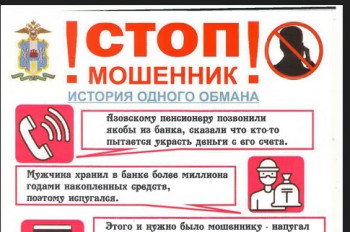 ! СТОП !
МОШЕННИК
ИСТОРИЯ ОДНОГО ОБМАНА
Азовскому пенсионеру позвонили
якобы из банка, сказали что кто-то
пытается украсть деньги с его счета.
Мужчина хранил в банке более миллиона
годами накопленных средств,
поэтому испугался.
Этого и нужно было мошеннику - напугал